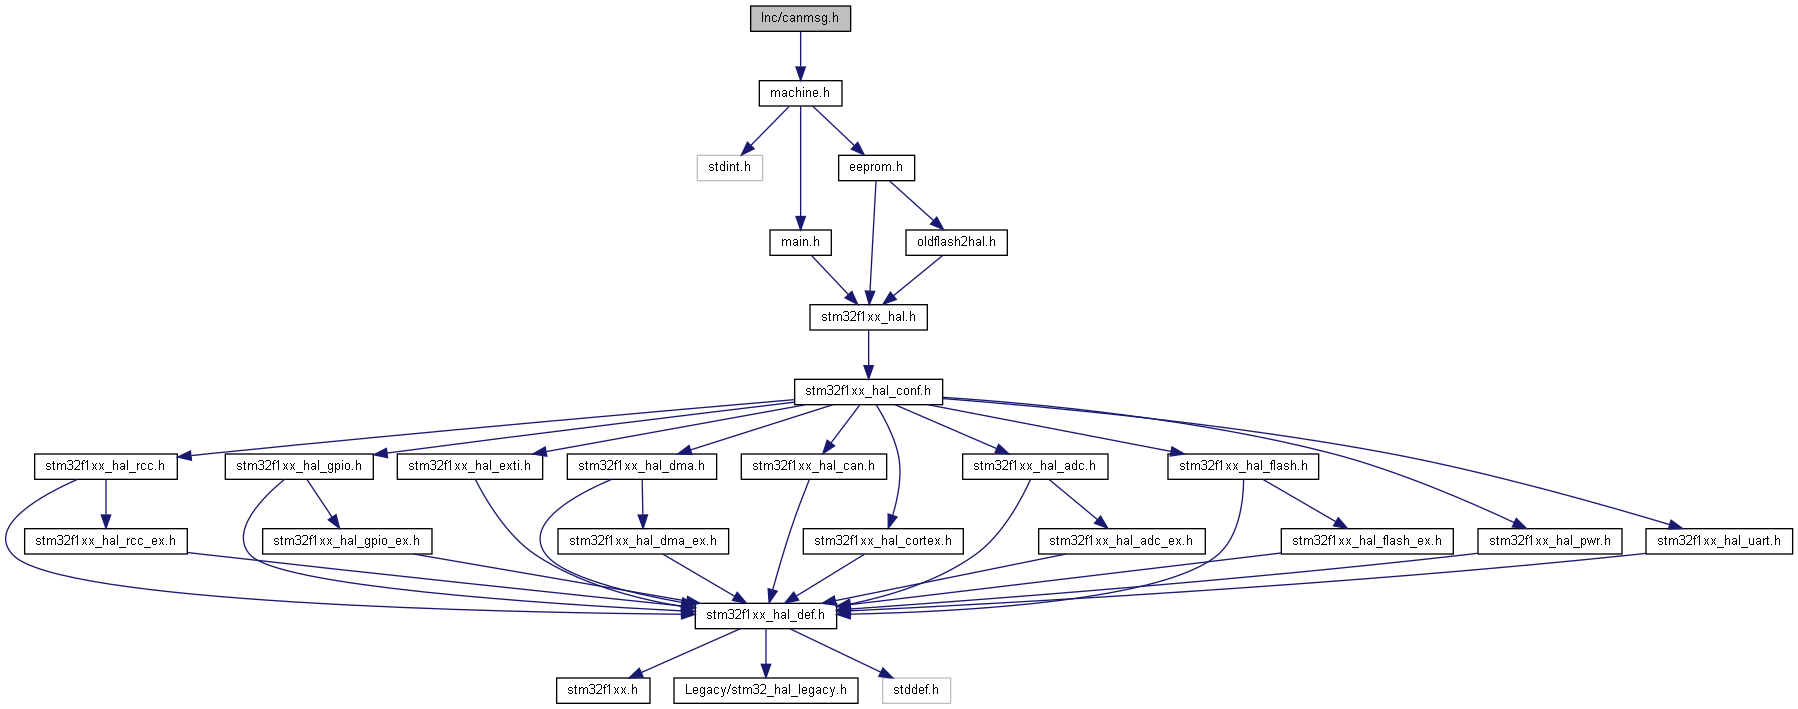 Inc/canmsg.h
machine.h
stdint.h
eeprom.h
main.h
oldflash2hal.h
stm32f1xx_hal.h
stm32f1xx_hal_conf.h
stm32f1xx_hal_rcc.h
stm32f1xx_hal_gpio.h
stm32f1xx_hal_exti.h
stm32f1xx_hal_dma.h
stm32f1xx_hal_can.h
stm32f1xx_hal_adc.h
stm32f1xx_hal_flash.h
stm32f1xx_hal_rcc_ex.h
stm32f1xx_hal_gpio_ex.h
stm32f1xx_hal_dma_ex.h
stm32f1xx_hal_cortex.h
stm32f1xx_hal_adc_ex.h
stm32f1xx_hal_flash_ex.h
stm32f1xx_hal_pwr.h
stm32f1xx_hal_uart.h
stm32f1xx_hal_def.h
stm32f1xx.h
Legacy/stm32_hal_legacy.h
stddef.h